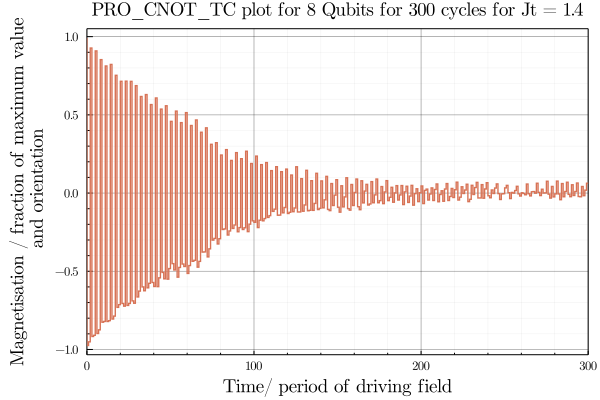 PRO_CNOT_TC plot for 8 Qubits for 300 cycles for Jt = 1.4
Magnetisation / fraction of maximum value
and orientation
1.0
0.5
0.0
−0.5
−1.0
0
100
200
300
Time/ period of driving field